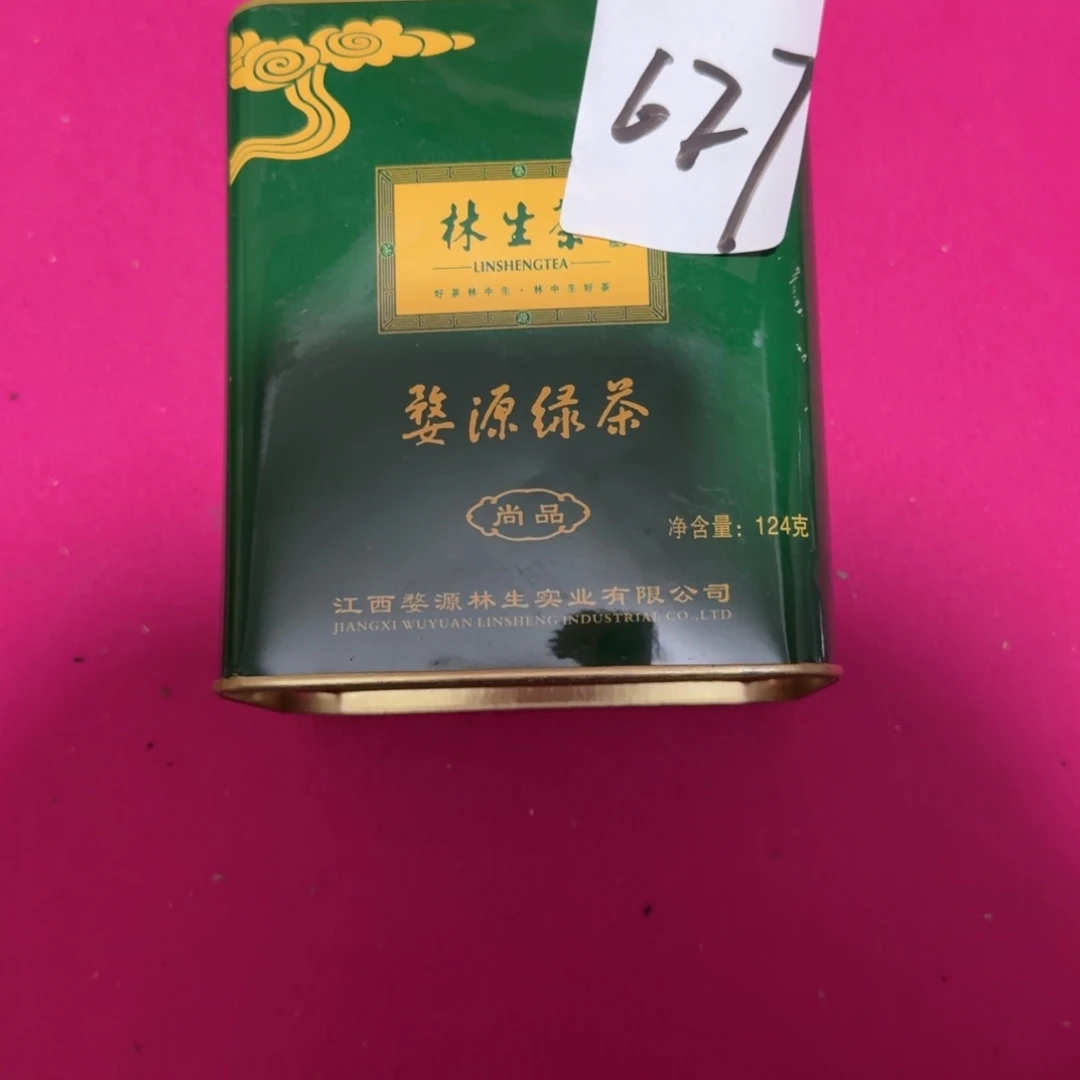 627
林生茶
LINSHENGTEA
好茶林中生·林中生好茶
婺源绿茶
尚品
净含量：124克
江西婺源林生实业有限公司
JIANGXI WUYUAN LINSHENG INDUSTRIAL CO.,LTD